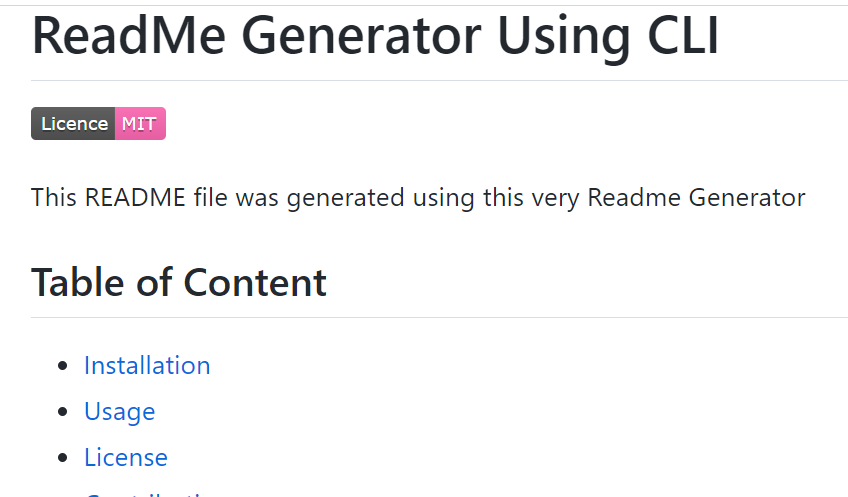 ReadMe Generator Using CLI
Licence MIT
This README file was generated using this very Readme Generator
Table of Content
Installation
Usage
License